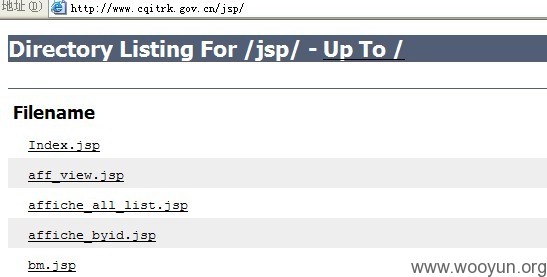 地址(D) http://www.cqitrk.gov.cn/jsp/
Directory Listing For /jsp/ - Up To /
Filename
Index.jsp
aff_view.jsp
affiche_all_list.jsp
affiche_byid.jsp
bm.jsp
www.wooyun.org